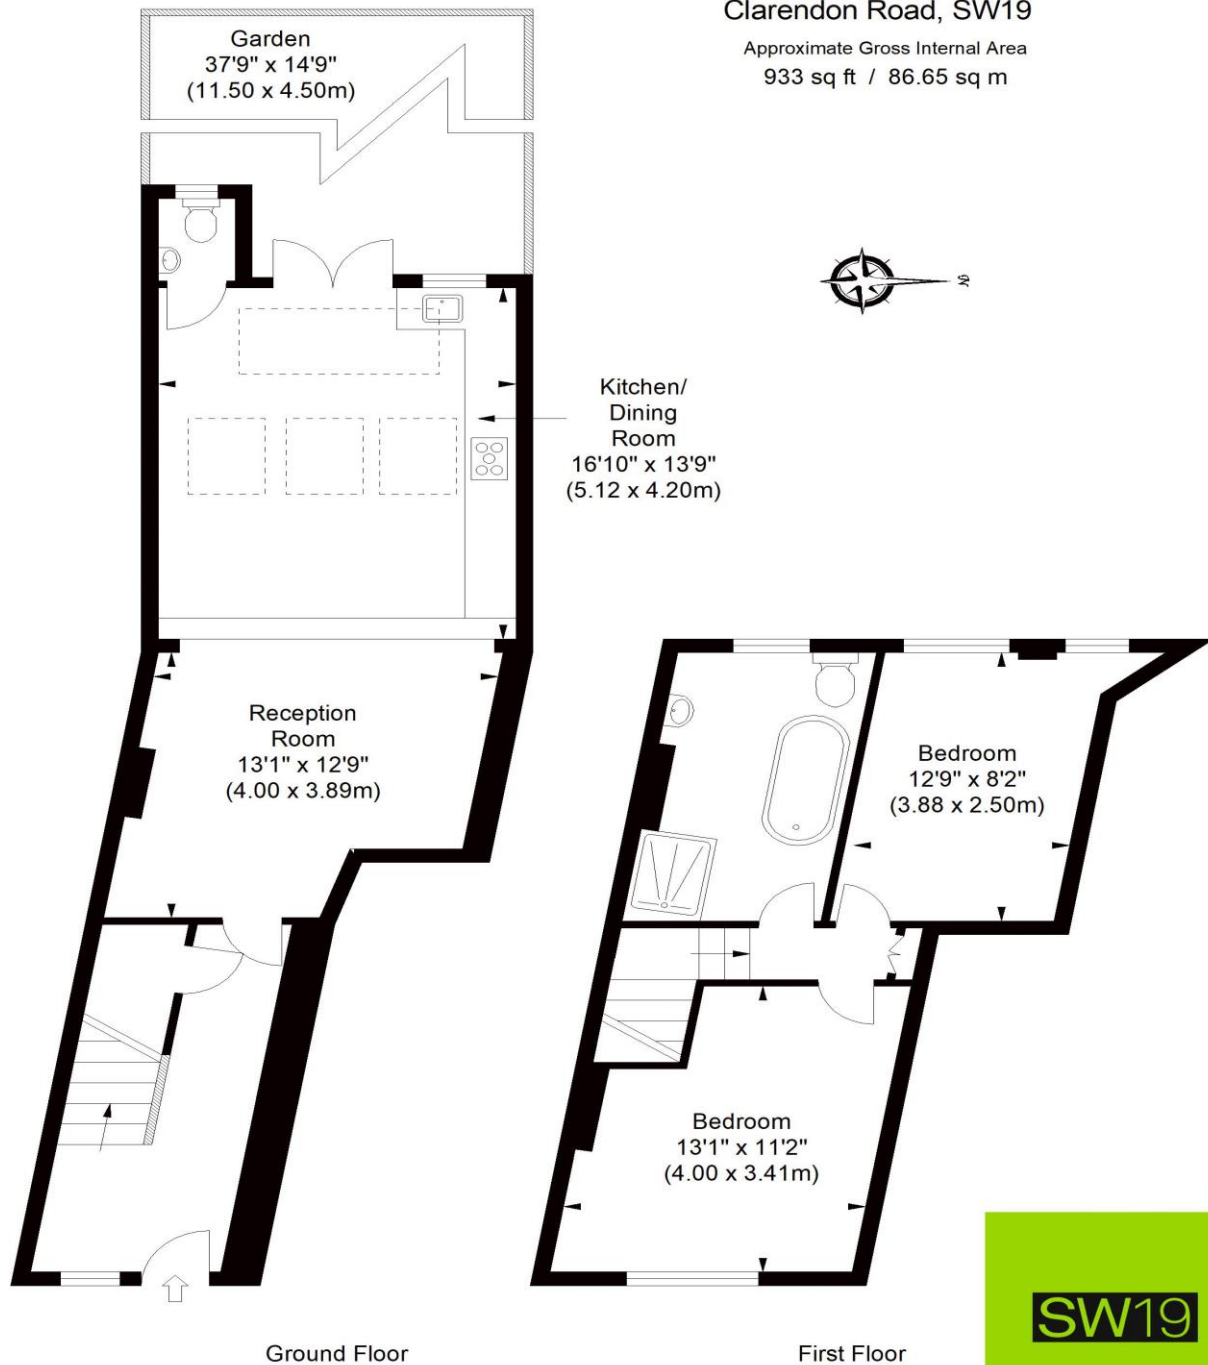 Clarendon Road, SW19
Approximate Gross Internal Area
933 sq ft / 86.65 sq m
Garden
37'9" x 14'9"
(11.50 x 4.50m)
N
Kitchen/
Dining
Room
16'10" x 13'9"
(5.12 x 4.20m)
Reception
Room
13'1" x 12'9"
(4.00 x 3.89m)
Bedroom
12'9" x 8'2"
(3.88 x 2.50m)
Bedroom
13'1" x 11'2"
(4.00 x 3.41m)
Ground Floor
First Floor
SW19